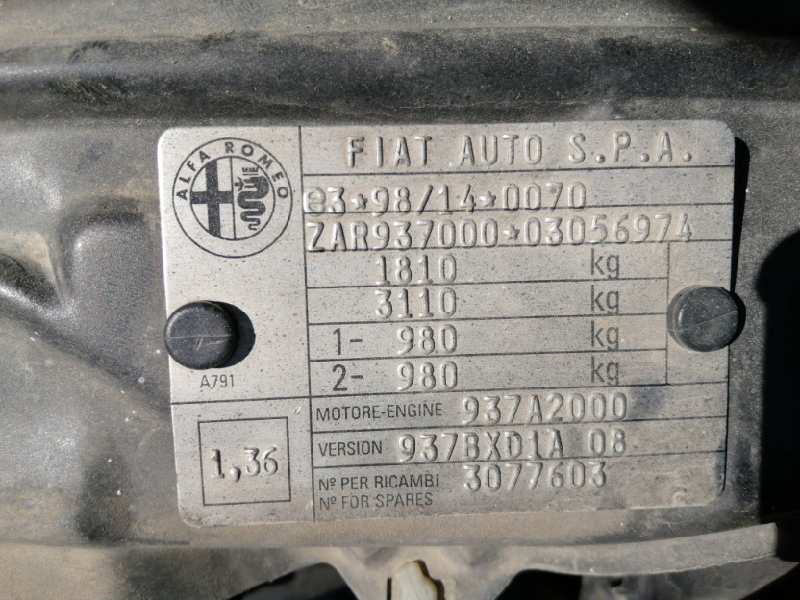 ALFA ROMEO
FIAT AUTO S.P.A.
e3*98/14*0070
ZAR937000*03056974
1810 kg
3110 kg
1- 980 kg
2- 980 kg
A791
MOTORE-ENGINE 937A2000
VERSION 937BXD1A 08
1,36
Nº PER RICAMBI 3077603
Nº FOR SPARES